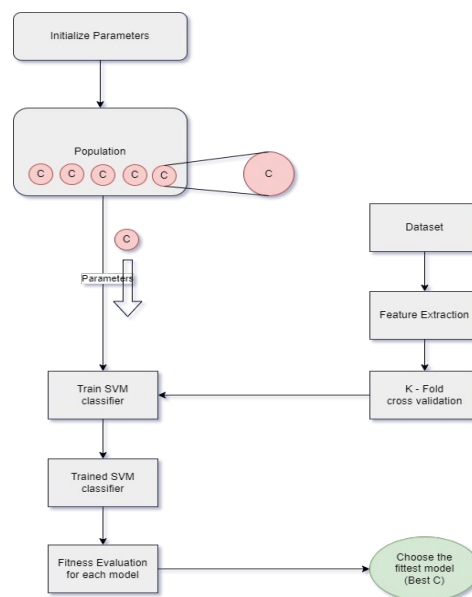 Initialize Parameters
Population
C C C C C
C
C
Parameters
Dataset
Feature Extraction
K - Fold
cross validation
Train SVM
classifier
Trained SVM
classifier
Fitness Evaluation
for each model
Choose the
fittest model
(Best C)